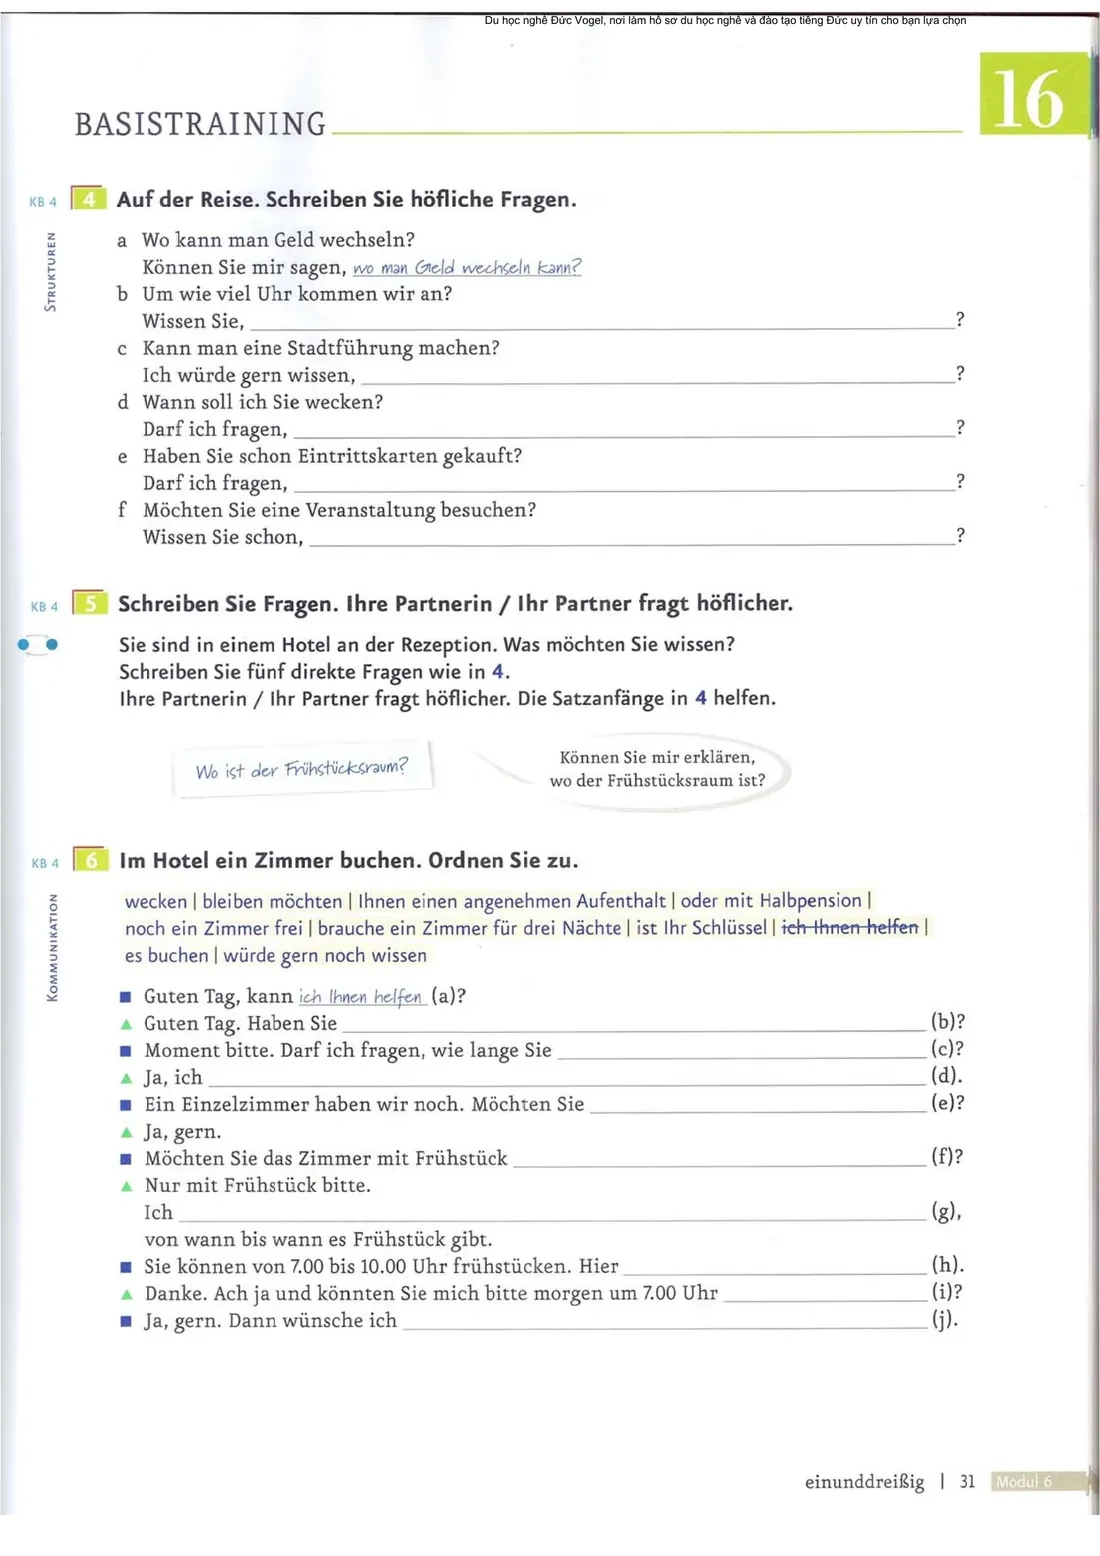 Du học nghề Đức Vogel, nơi làm hồ sơ du học nghề và đào tạo tiếng Đức uy tín cho bạn lựa chọn
16
BASISTRAINING
KB 4 4 Auf der Reise. Schreiben Sie höfliche Fragen.
STRUKTUREN
a Wo kann man Geld wechseln?
Können Sie mir sagen, wo man Geld wechseln kann?
b Um wie viel Uhr kommen wir an?
Wissen Sie, ?
c Kann man eine Stadtführung machen?
Ich würde gern wissen, ?
d Wann soll ich Sie wecken?
Darf ich fragen, ?
e Haben Sie schon Eintrittskarten gekauft?
Darf ich fragen, ?
f Möchten Sie eine Veranstaltung besuchen?
Wissen Sie schon, ?
KB 4 5 Schreiben Sie Fragen. Ihre Partnerin / Ihr Partner fragt höflicher.
Sie sind in einem Hotel an der Rezeption. Was möchten Sie wissen?
Schreiben Sie fünf direkte Fragen wie in 4.
Ihre Partnerin / Ihr Partner fragt höflicher. Die Satzanfänge in 4 helfen.
Wo ist der Frühstücksraum?
Können Sie mir erklären,
wo der Frühstücksraum ist?
KB 4 6 Im Hotel ein Zimmer buchen. Ordnen Sie zu.
KOMMUNIKATION
wecken | bleiben möchten | Ihnen einen angenehmen Aufenthalt | oder mit Halbpension |
noch ein Zimmer frei | brauche ein Zimmer für drei Nächte | ist Ihr Schlüssel | ich Ihnen helfen |
es buchen | würde gern noch wissen
■ Guten Tag, kann ich Ihnen helfen (a)?
▲ Guten Tag. Haben Sie (b)?
■ Moment bitte. Darf ich fragen, wie lange Sie (c)?
▲ Ja, ich (d).
■ Ein Einzelzimmer haben wir noch. Möchten Sie (e)?
▲ Ja, gern.
■ Möchten Sie das Zimmer mit Frühstück (f)?
▲ Nur mit Frühstück bitte.
Ich (g),
von wann bis wann es Frühstück gibt.
■ Sie können von 7.00 bis 10.00 Uhr frühstücken. Hier (h).
▲ Danke. Ach ja und könnten Sie mich bitte morgen um 7.00 Uhr (i)?
■ Ja, gern. Dann wünsche ich (j).
einunddreißig | 31 Modul 6